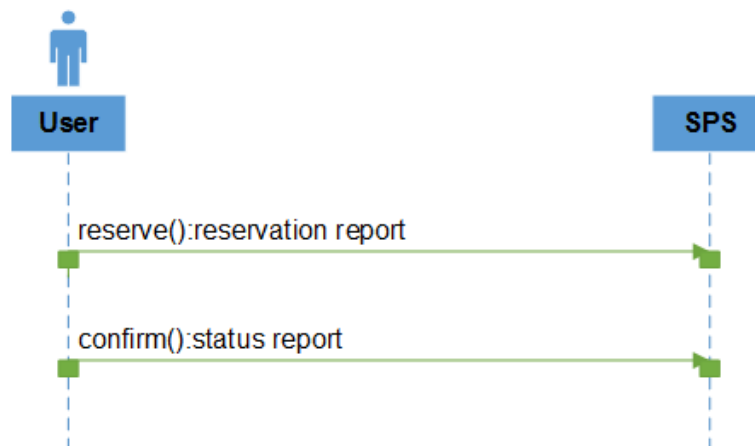 User
SPS
reserve():reservation report
confirm():status report